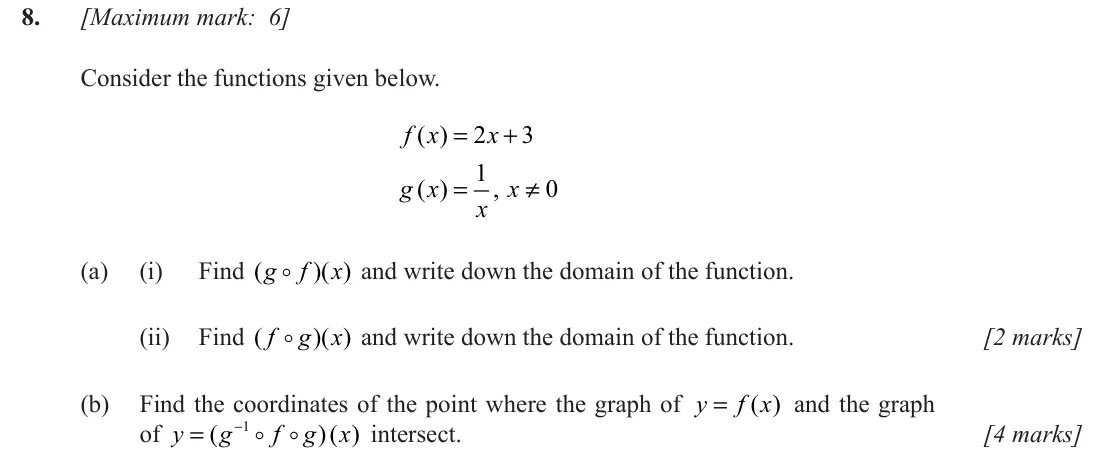 8. [Maximum mark: 6]
Consider the functions given below.
f(x) = 2x + 3
g(x) = 1/x, x ≠ 0
(a) (i) Find (g ∘ f)(x) and write down the domain of the function.
(ii) Find (f ∘ g)(x) and write down the domain of the function. [2 marks]
(b) Find the coordinates of the point where the graph of y = f(x) and the graph
of y = (g⁻¹ ∘ f ∘ g)(x) intersect. [4 marks]